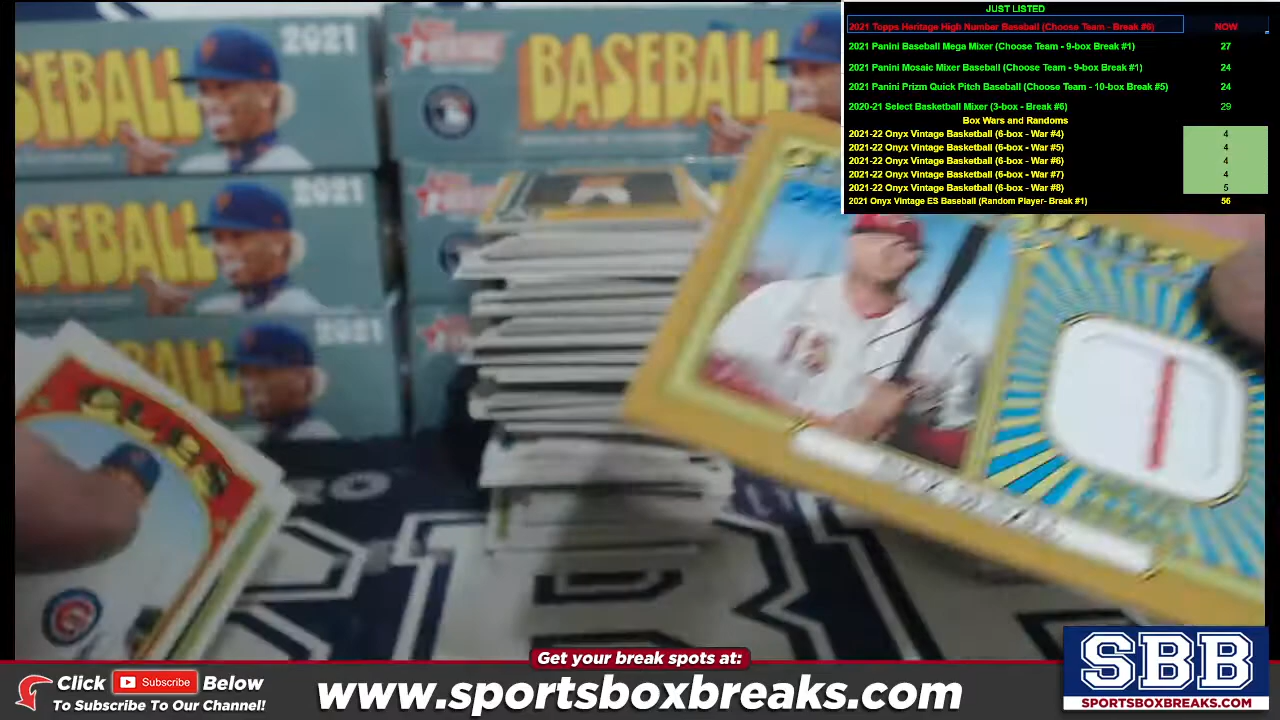 JUST LISTED
2021 Topps Heritage High Number Baseball (Choose Team - Break #6) NOW
2021 Panini Baseball Mega Mixer (Choose Team - 9-box Break #1) 27
2021 Panini Mosaic Mixer Baseball (Choose Team - 9-box Break #1) 24
2021 Panini Prizm Quick Pitch Baseball (Choose Team - 10-box Break #5) 24
2020-21 Select Basketball Mixer (3-box - Break #6) 29
Box Wars and Randoms
2021-22 Onyx Vintage Basketball (6-box - War #4) 4
2021-22 Onyx Vintage Basketball (6-box - War #5) 4
2021-22 Onyx Vintage Basketball (6-box - War #6) 4
2021-22 Onyx Vintage Basketball (6-box - War #7) 4
2021-22 Onyx Vintage Basketball (6-box - War #8) 5
2021 Onyx Vintage ES Baseball (Random Player- Break #1) 56
2021
BASEBALL
BASEBALL
2021
BASEBALL
2021
BALL
CUBS
Get your break spots at:
Click Subscribe Below
To Subscribe To Our Channel!
www.sportsboxbreaks.com
SBB
SPORTSBOXBREAKS.COM